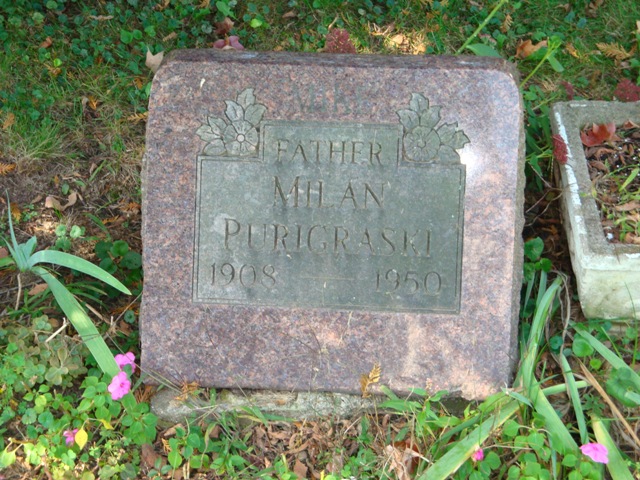 FATHER
MILAN
PURIGRASKI
1908 1950